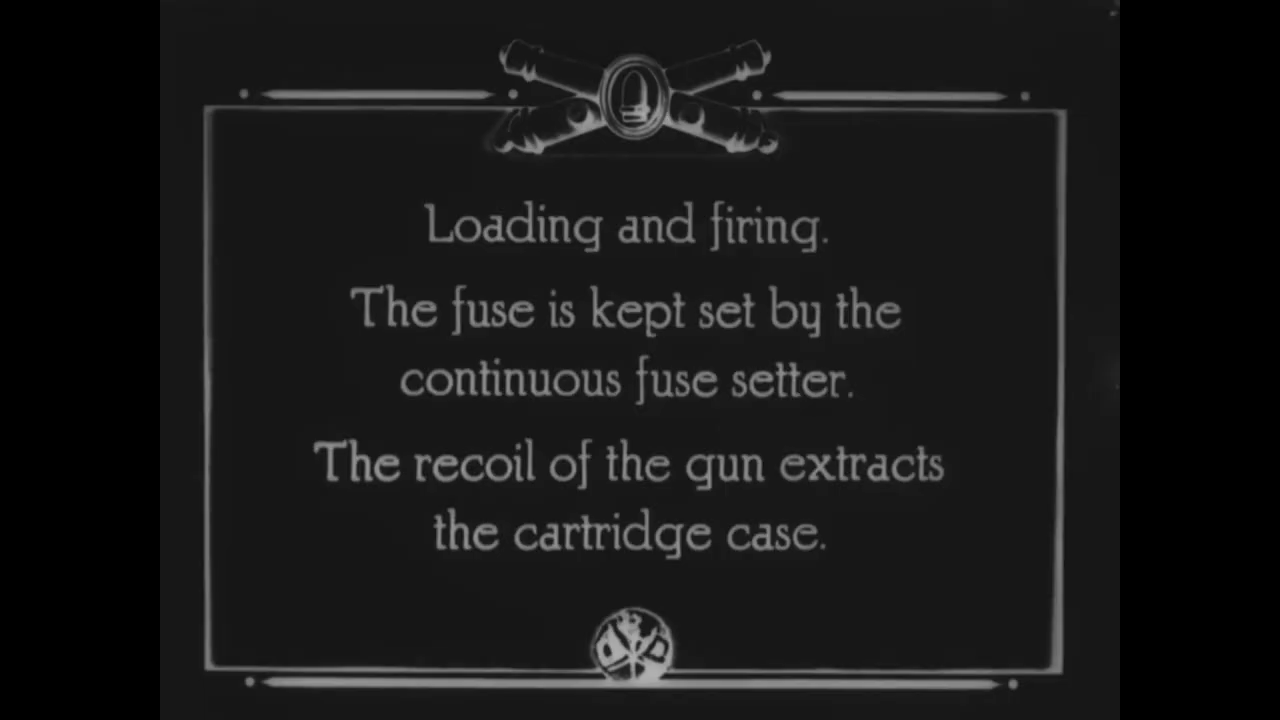 Loading and firing.
The fuse is kept set by the
continuous fuse setter.
The recoil of the gun extracts
the cartridge case.